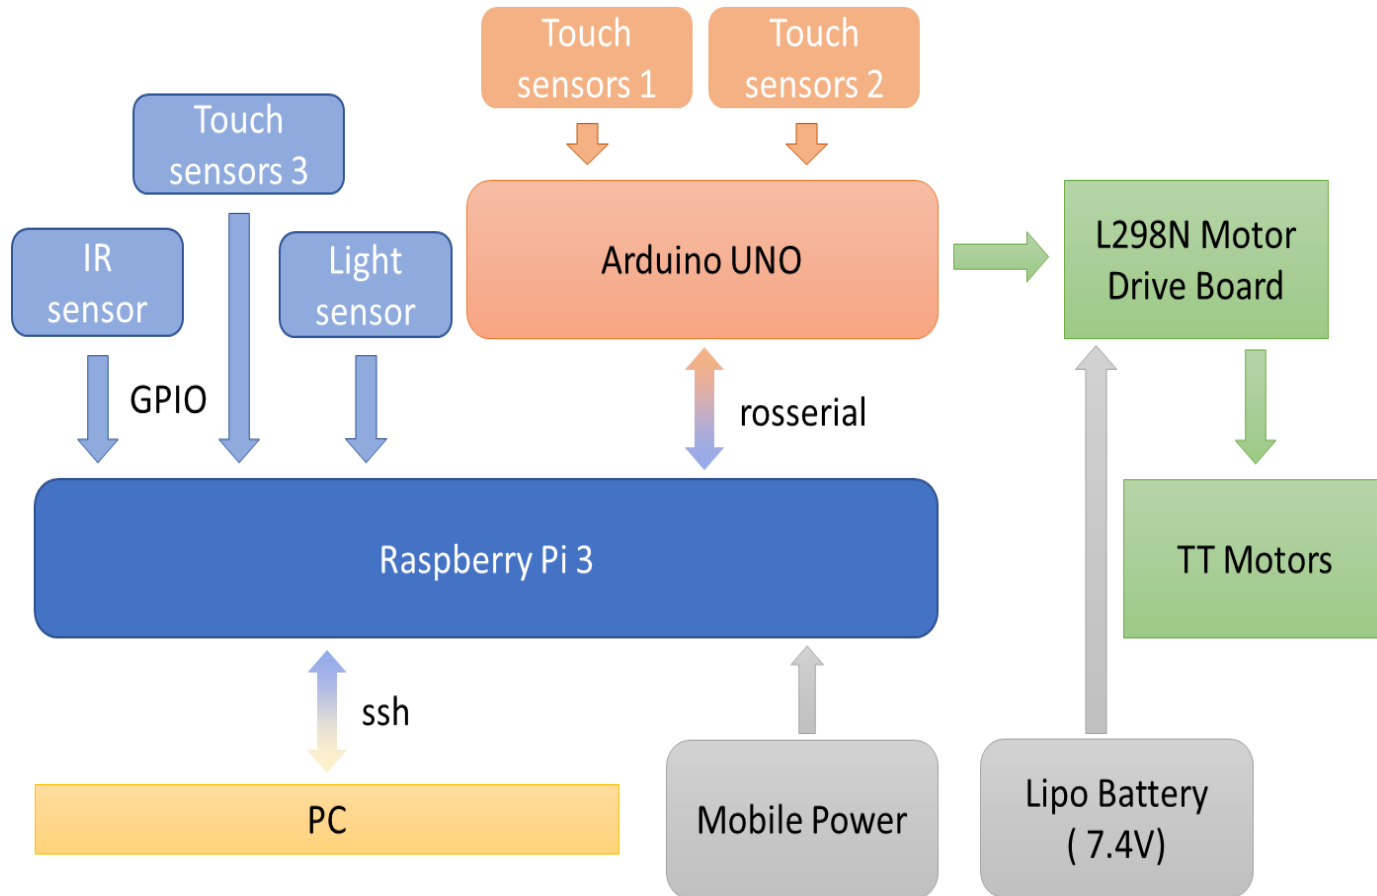 Touch
sensors 1
Touch
sensors 2
Touch
sensors 3
IR
sensor
Light
sensor
Arduino UNO
L298N Motor
Drive Board
GPIO
rosserial
Raspberry Pi 3
TT Motors
ssh
PC
Mobile Power
Lipo Battery
( 7.4V)